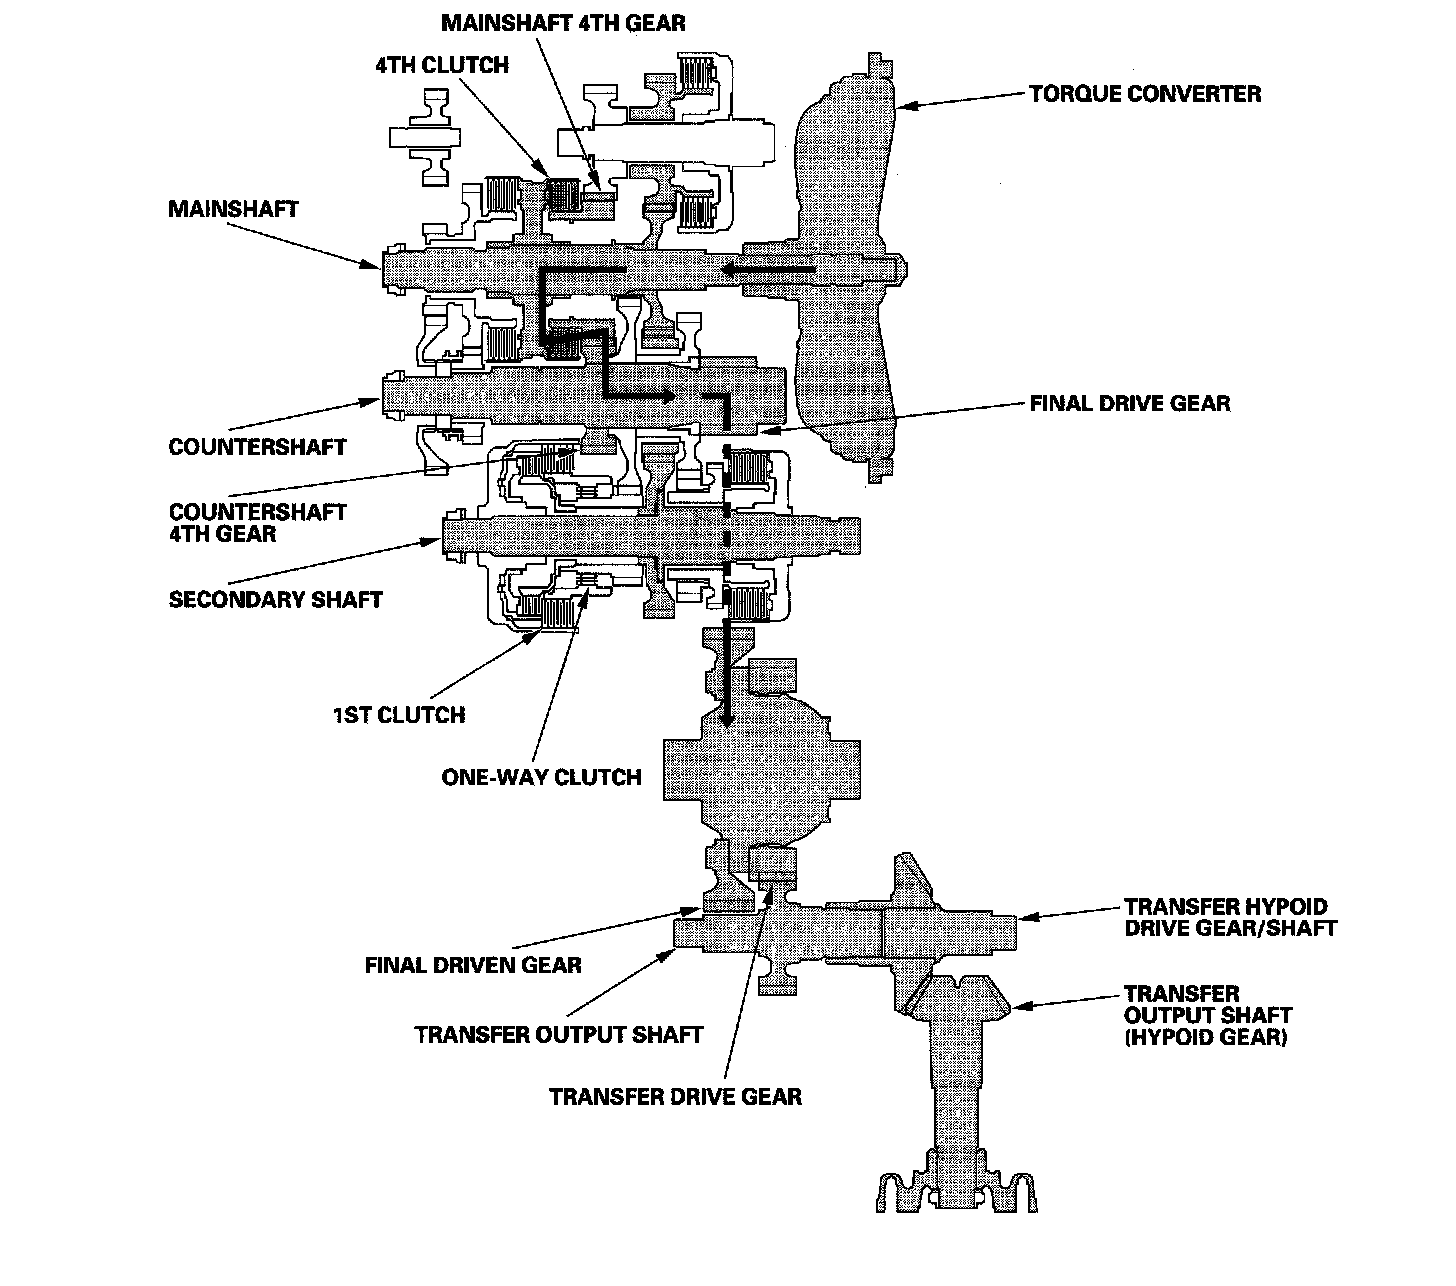 MAINSHAFT 4TH GEAR
4TH CLUTCH
TORQUE CONVERTER
MAINSHAFT
FINAL DRIVE GEAR
COUNTERSHAFT
COUNTERSHAFT
4TH GEAR
SECONDARY SHAFT
1ST CLUTCH
ONE-WAY CLUTCH
TRANSFER HYPOID
DRIVE GEAR/SHAFT
FINAL DRIVEN GEAR
TRANSFER
OUTPUT SHAFT
(HYPOID GEAR)
TRANSFER OUTPUT SHAFT
TRANSFER DRIVE GEAR